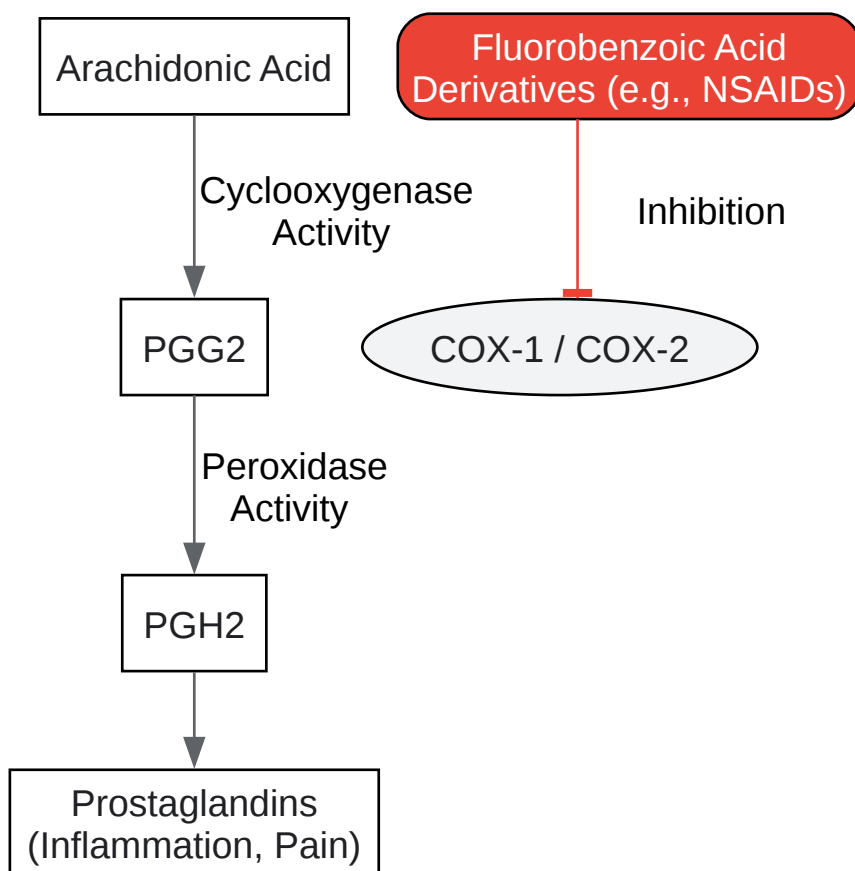 Arachidonic Acid
Fluorobenzoic Acid
Derivatives (e.g., NSAIDs)
Cyclooxygenase
Activity
Inhibition
PGG2
COX-1 / COX-2
Peroxidase
Activity
PGH2
Prostaglandins
(Inflammation, Pain)